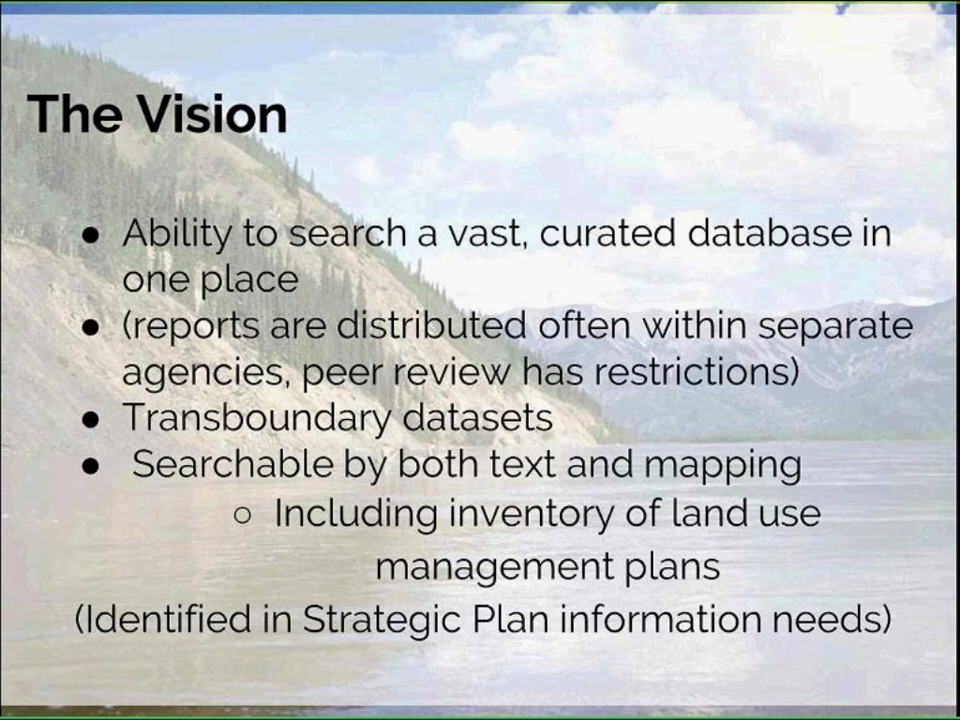 The Vision
● Ability to search a vast, curated database in
one place
● (reports are distributed often within separate
agencies, peer review has restrictions)
● Transboundary datasets
● Searchable by both text and mapping
○ Including inventory of land use
management plans
(Identified in Strategic Plan information needs)